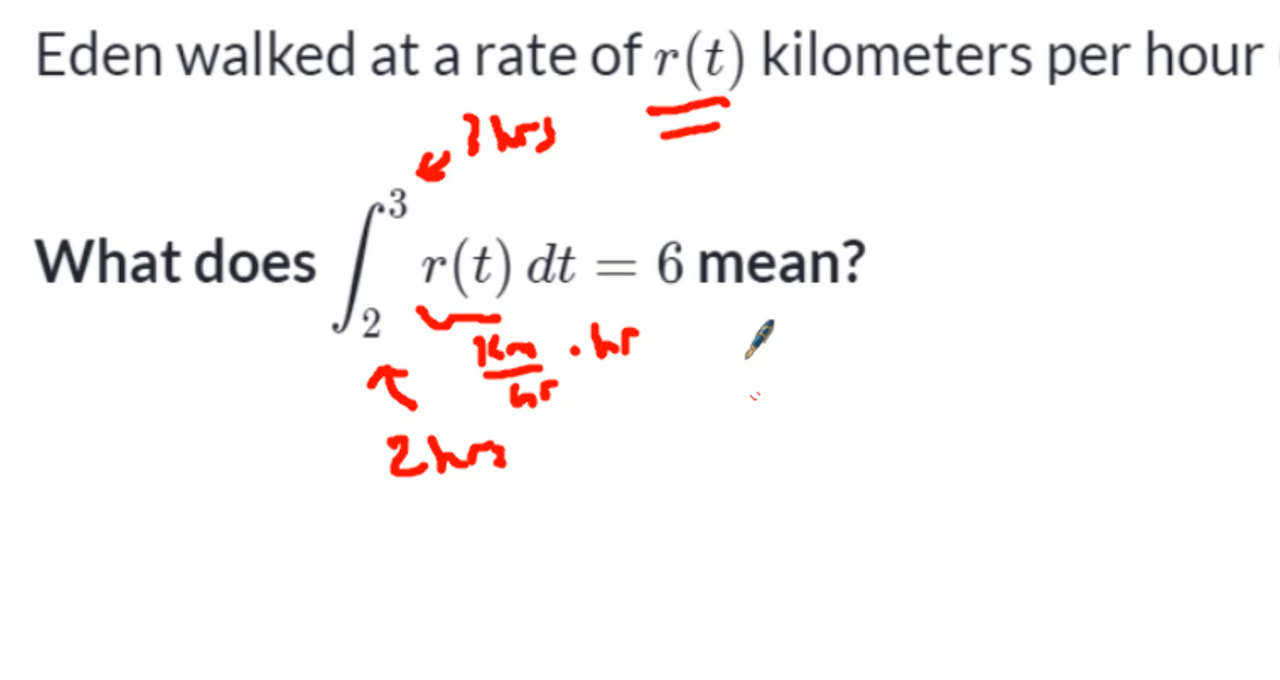 Eden walked at a rate of r(t) kilometers per hour
3 hrs
What does ∫₂³ r(t) dt = 6 mean?
Km/hr · hr
2 hrs